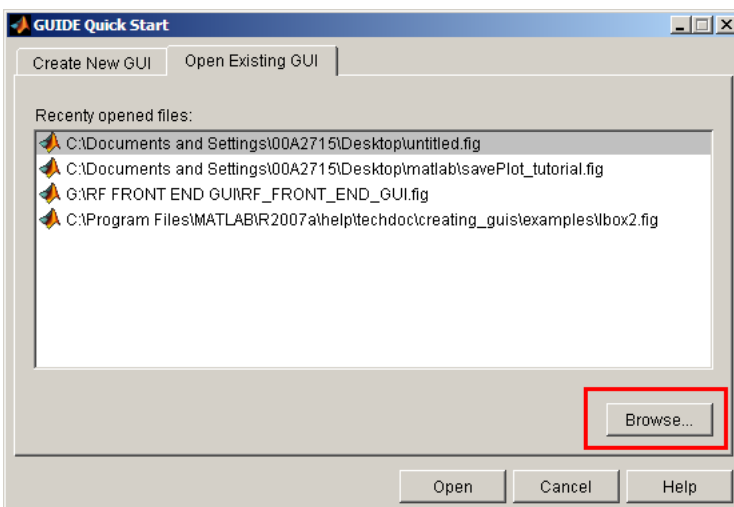 GUIDE Quick Start
Create New GUI Open Existing GUI
Recently opened files:
C:\Documents and Settings\00A2715\Desktop\untitled.fig
C:\Documents and Settings\00A2715\Desktop\matlab\savePlot_tutorial.fig
G:\RF FRONT END GUI\RF_FRONT_END_GUI.fig
C:\Program Files\MATLAB\R2007a\help\techdoc\creating_guis\examples\lbox2.fig
Browse...
Open Cancel Help